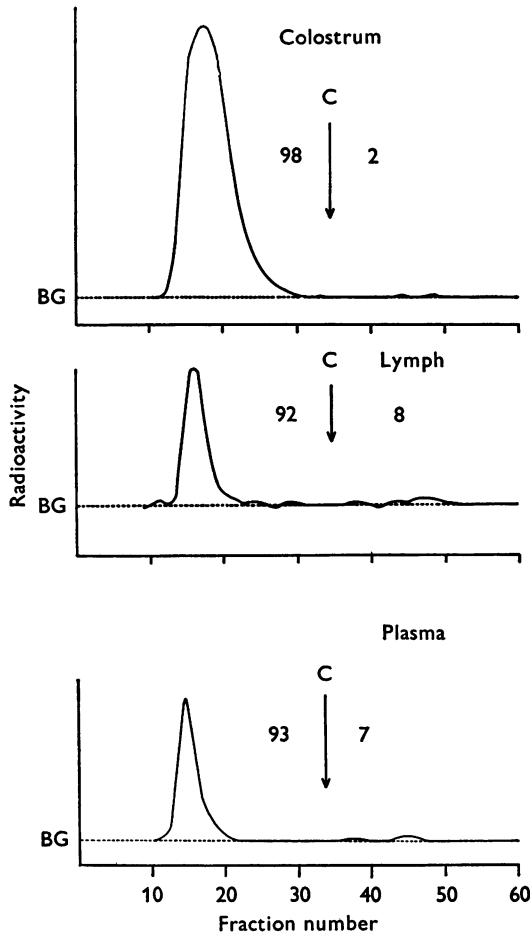 Colostrum
C
98 2
BG
C Lymph
92 8
BG
Radioactivity
Plasma
C
93 7
BG
10 20 30 40 50 60
Fraction number